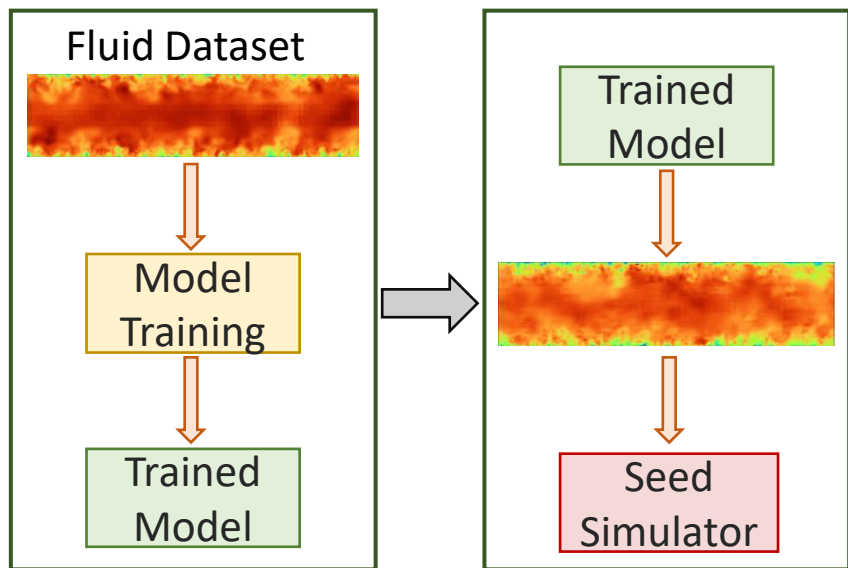 Fluid Dataset
Model
Training
Trained
Model
Trained
Model
Seed
Simulator